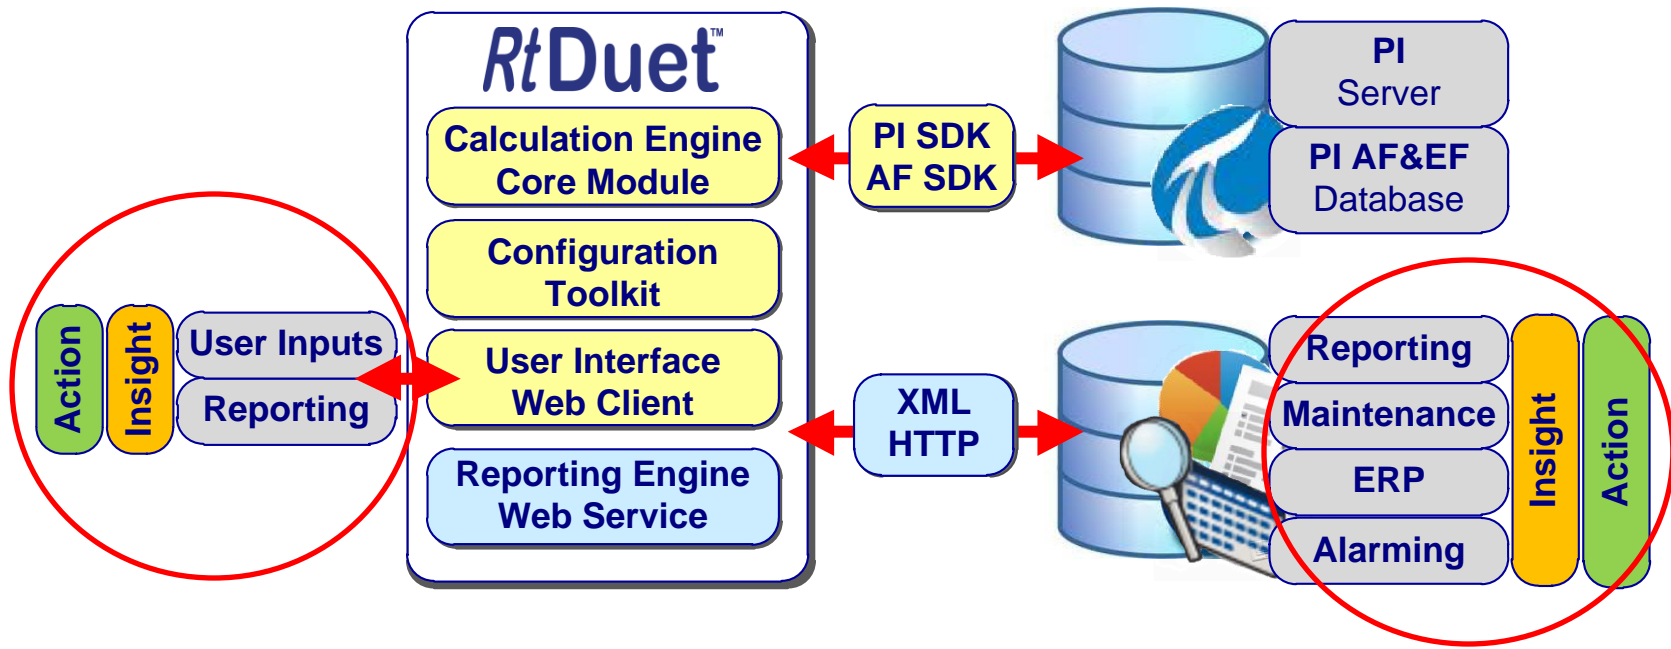 RtDuet™
Calculation Engine
Core Module
Configuration
Toolkit
User Interface
Web Client
Reporting Engine
Web Service
Action
Insight
User Inputs
Reporting
PI SDK
AF SDK
PI
Server
PI AF&EF
Database
XML
HTTP
Reporting
Maintenance
ERP
Alarming
Insight
Action